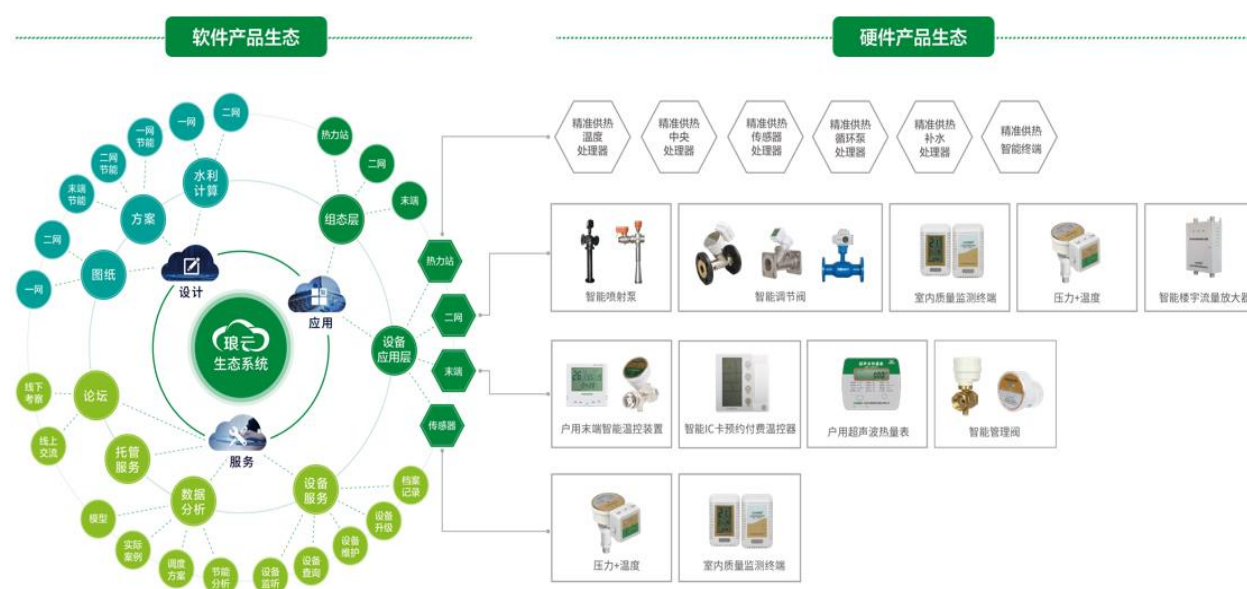 软件产品生态
硬件产品生态
二网
一网
一网
节能
二网
节能
末端
节能
二网
一网
水利
计算
方案
图纸
设计
热力站
二网
末端
组态层
应用
琅云
生态系统
设备
应用层
热力站
二网
末端
传感器
线下
考察
线上
交流
论坛
托管
服务
服务
数据
分析
设备
服务
模型
实际
案例
调度
方案
节能
分析
设备
监听
设备
查询
设备
维护
设备
升级
档案
记录
精准供热
温度
处理器
精准供热
中央
处理器
精准供热
传感器
处理器
精准供热
循环泵
处理器
精准供热
补水
处理器
精准供热
智能终端
智能喷射泵
智能调节阀
室内质量监测终端
压力+温度
智能楼宇流量放大器
户用末端智能温控装置
智能IC卡预约付费温控器
户用超声波热量表
智能管理阀
压力+温度
室内质量监测终端